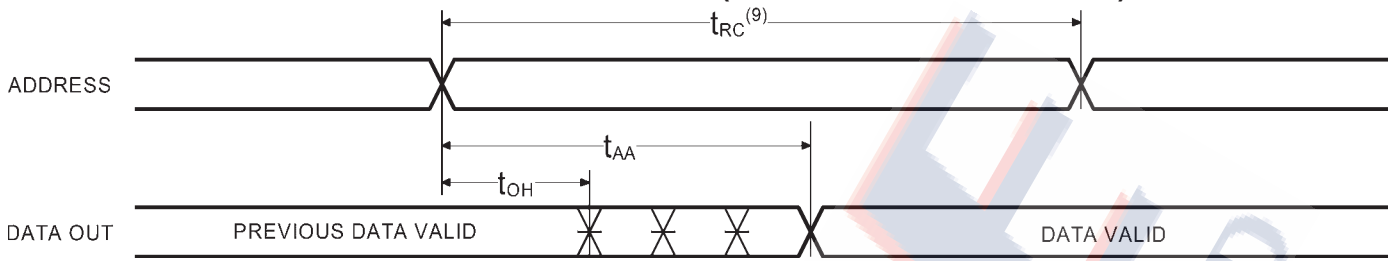 tRC(9)
ADDRESS
tAA
tOH
DATA OUT PREVIOUS DATA VALID DATA VALID